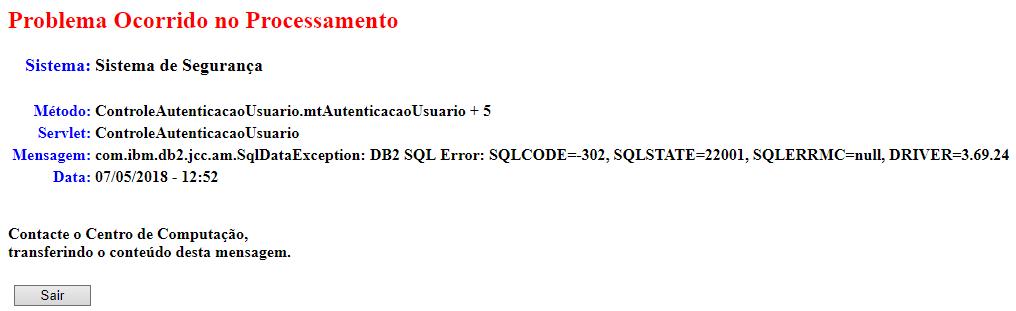 Problema Ocorrido no Processamento
Sistema: Sistema de Segurança
Método: ControleAutenticacaoUsuario.mtAutenticacaoUsuario + 5
Servlet: ControleAutenticacaoUsuario
Mensagem: com.ibm.db2.jcc.am.SqlDataException: DB2 SQL Error: SQLCODE=-302, SQLSTATE=22001, SQLERRMC=null, DRIVER=3.69.24
Data: 07/05/2018 - 12:52
Contacte o Centro de Computação,
transferindo o conteúdo desta mensagem.
Sair